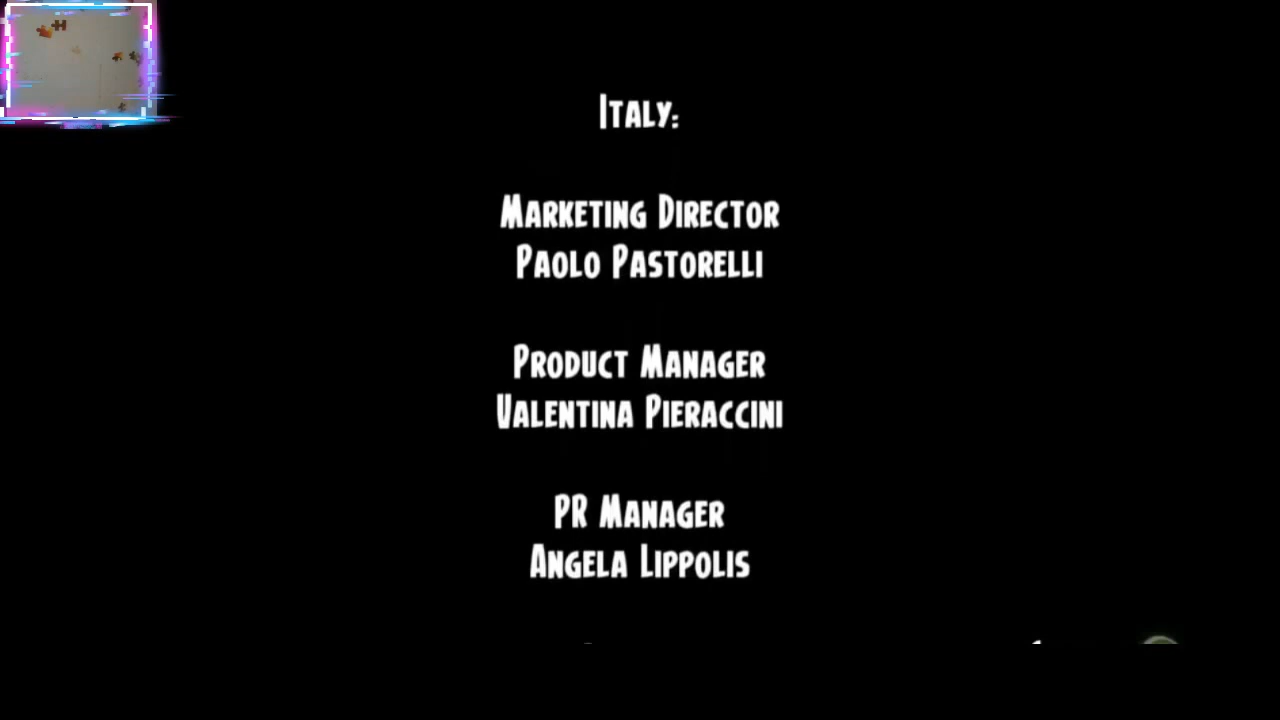 Italy:
Marketing Director
Paolo Pastorelli
Product Manager
Valentina Pieraccini
PR Manager
Angela Lippolis